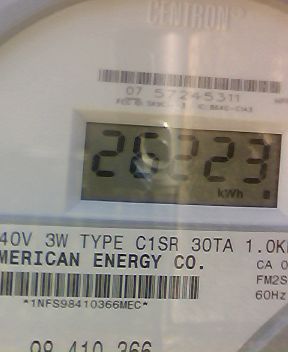 CENTRON
07 57245311
26223
kWh
40V 3W TYPE C1SR 30TA 1.0K
MERICAN ENERGY CO.
CA 0
FM2S
60Hz
*1NFS98410366MEC*
98 410 366